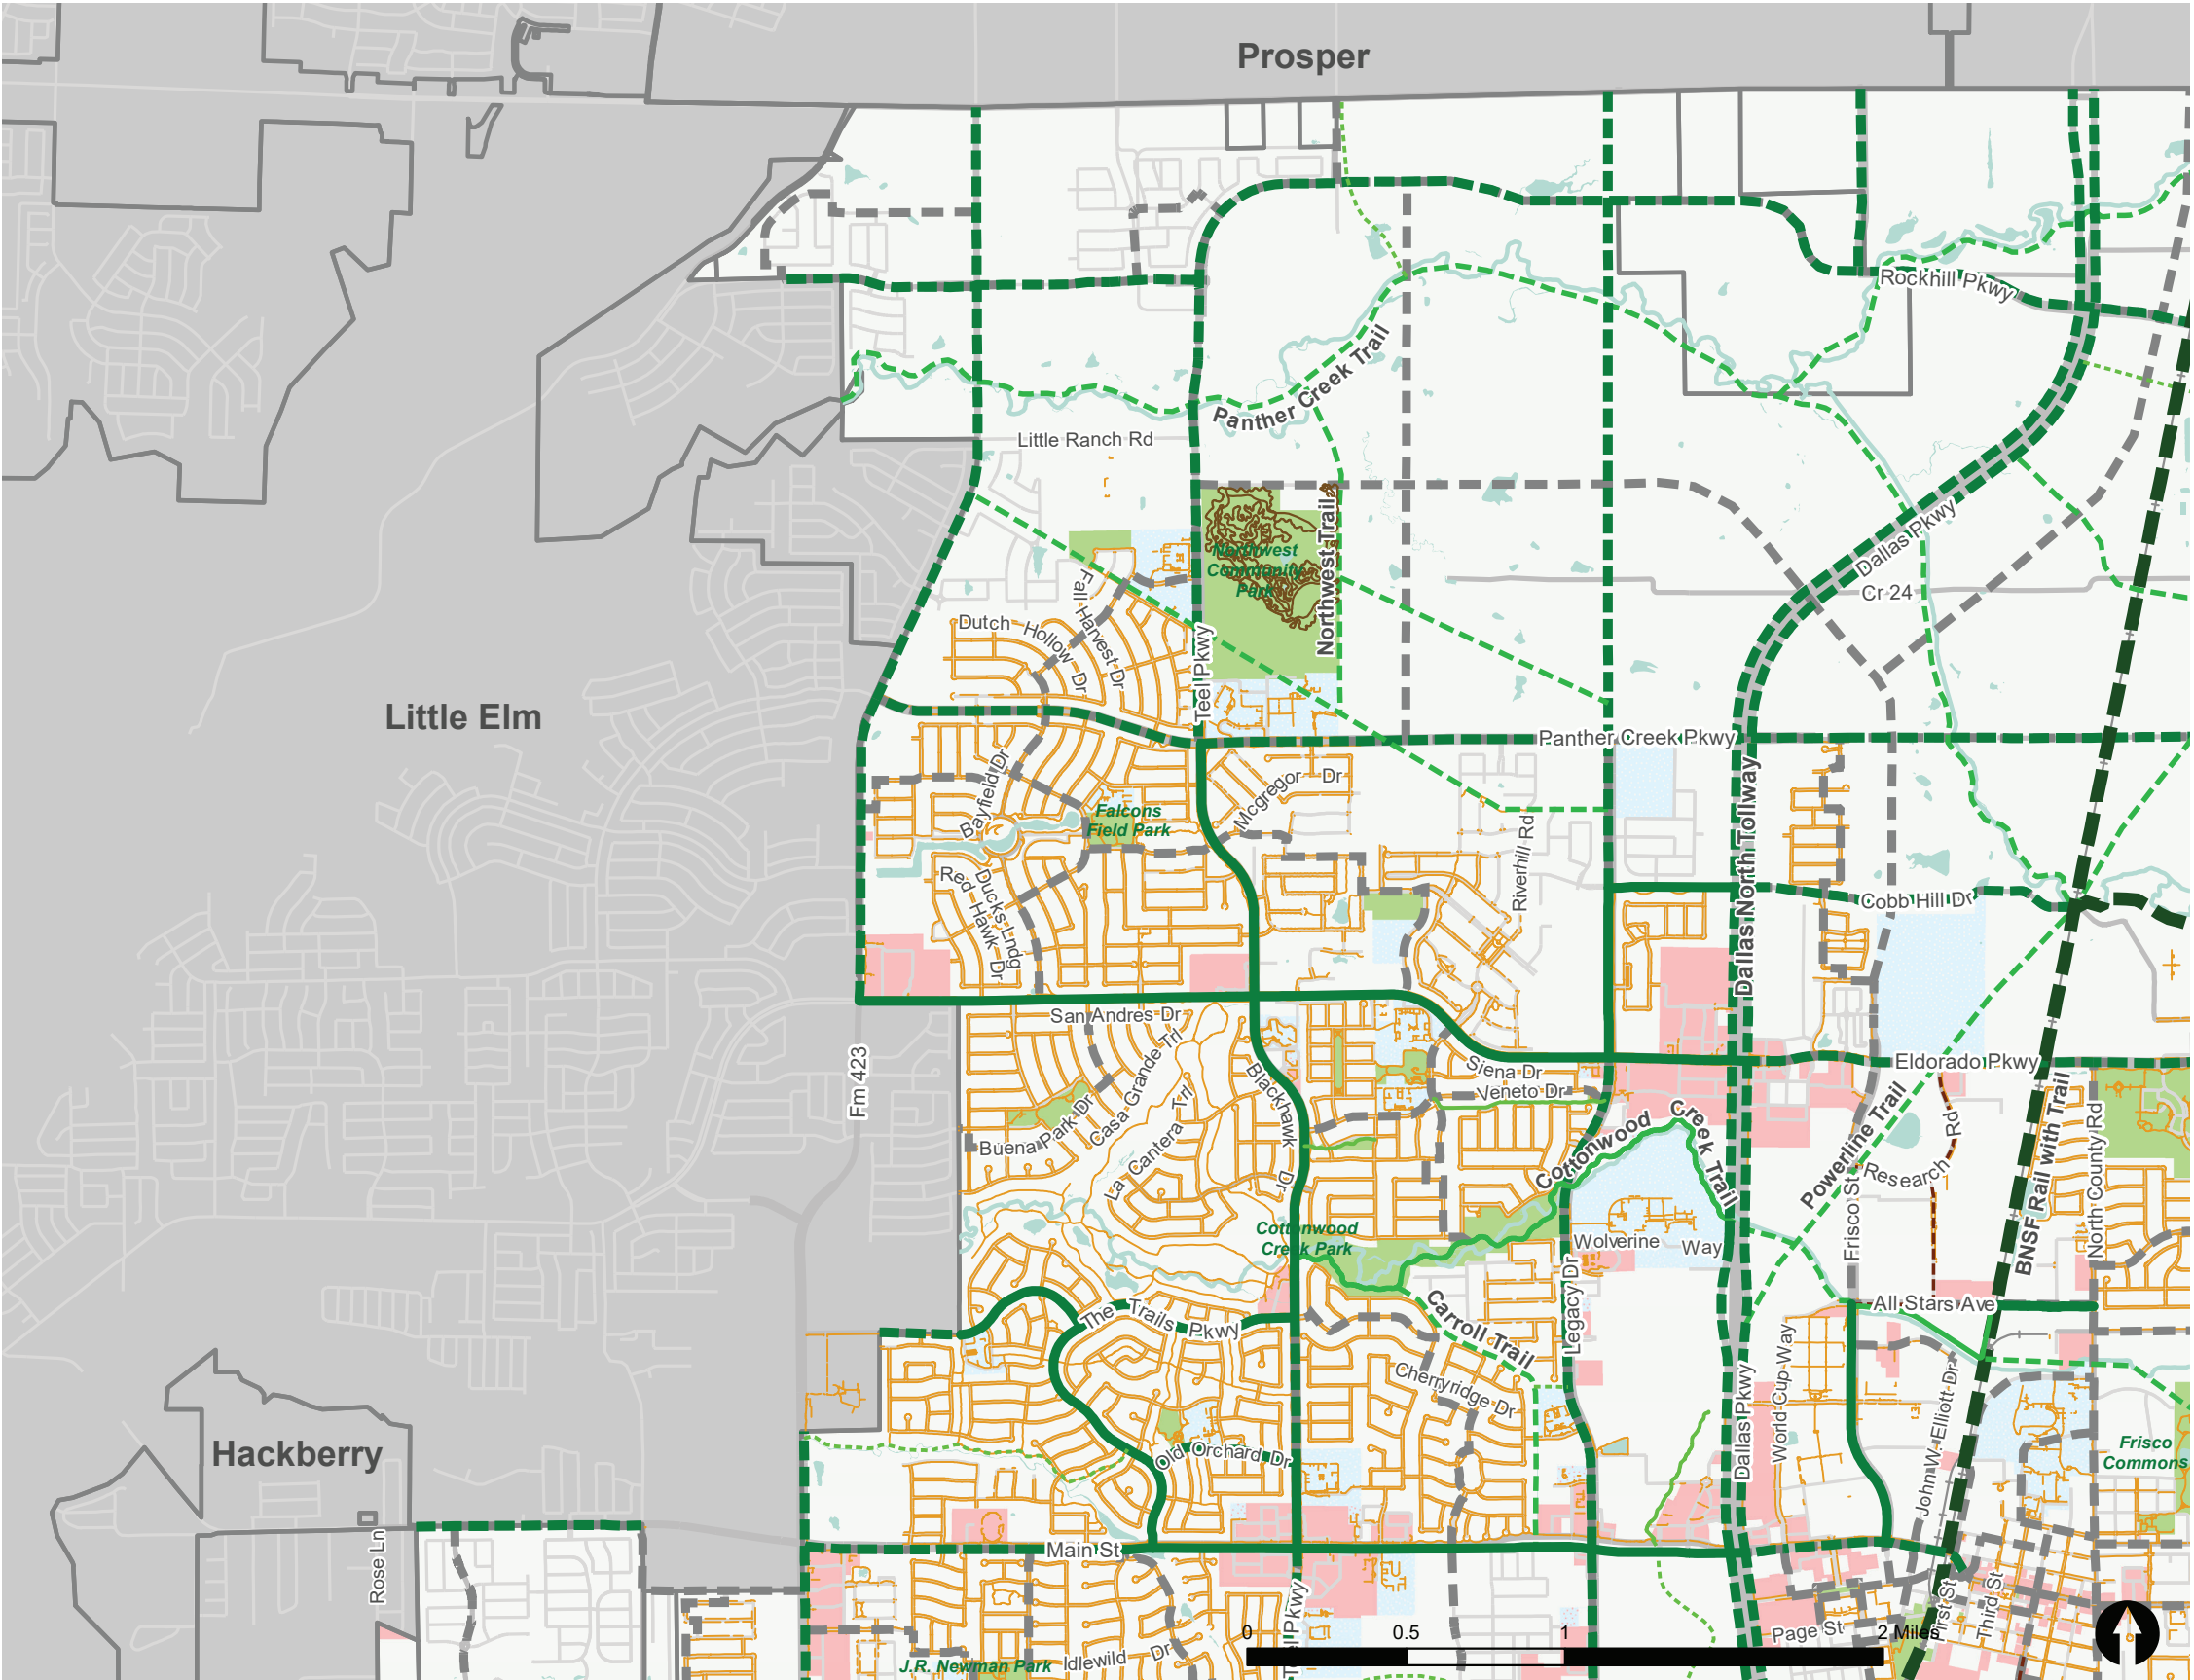 Prosper
Rockhill Pkwy
Panther Creek Trail
Little Ranch Rd
Northwest Trail
Dallas Pkwy
Northwest
Community
Park
Cr 24
Fall Harvest Dr
Dutch Hollow Dr
Teel Pkwy
Little Elm
Panther Creek Pkwy
Dallas North Tollway
Bayfield Dr
Mcgregor Dr
Falcons
Field Park
Riverhill Rd
Red Hawk Dr
Ducks Lndg
Cobb Hill Dr
San Andres Dr
Fm 423
Casa Grande Trl
Blackhawk Dr
Siena Dr
Veneto Dr
Eldorado Pkwy
Buena Park Dr
La Cantera Trl
Cottonwood Creek Trail
Powerline Trail
Research Rd
BNSF Rail with Trail
North County Rd
Frisco St
Cottonwood
Creek Park
Wolverine Way
Legacy Dr
The Trails Pkwy
Carroll Trail
All Stars Ave
World Cup Way
Cherryridge Dr
Dallas Pkwy
John W. Elliott Dr
Hackberry
Old Orchard Dr
Frisco
Commons
Rose Ln
Main St
Teel Pkwy
First St
Third St
Page St
J.R. Newman Park
Idlewild Dr
0 0.5 1 2 Miles